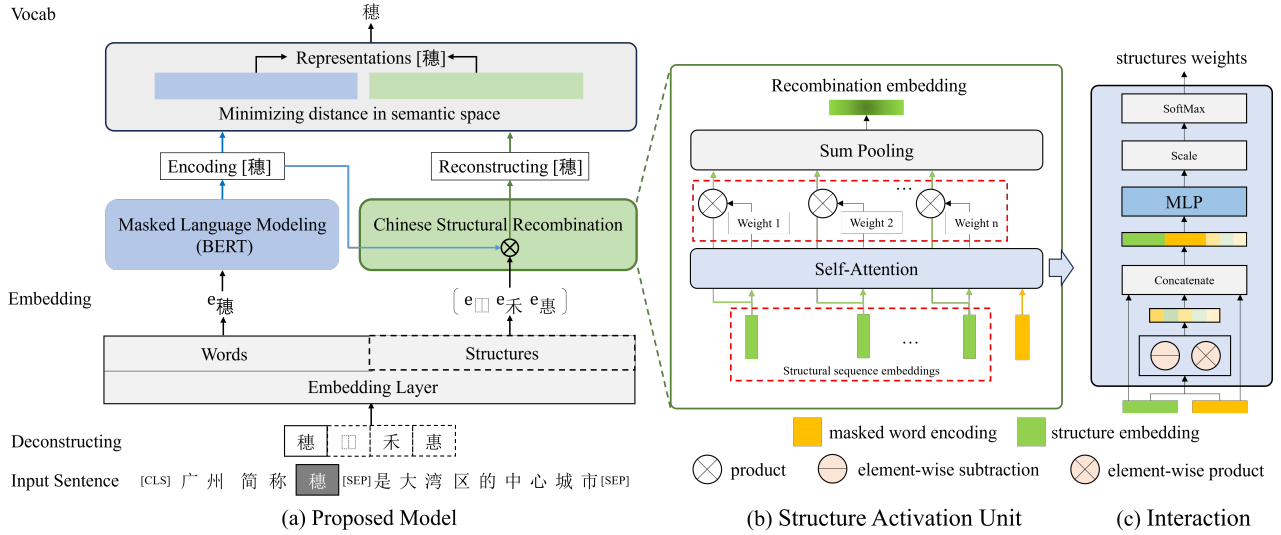 Vocab
穗
Representations [穗]
Minimizing distance in semantic space
Encoding [穗]
Reconstructing [穗]
Masked Language Modeling
(BERT)
Chinese Structural Recombination
Embedding
e穗
e⿰ e禾 e惠
Words
Structures
Embedding Layer
Deconstructing
穗 ⿰ 禾 惠
Input Sentence [CLS] 广 州 简 称 穗 [SEP] 是 大 湾 区 的 中 心 城 市 [SEP]
(a) Proposed Model
Recombination embedding
Sum Pooling
...
Weight 1
Weight 2
Weight n
Self-Attention
...
Structural sequence embeddings
(b) Structure Activation Unit
structures weights
SoftMax
Scale
MLP
Concatenate
masked word encoding
structure embedding
product
element-wise subtraction
element-wise product
(c) Interaction